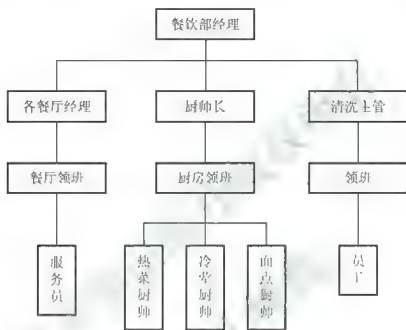 餐饮部经理
各餐厅经理
厨师长
清洗主管
餐厅领班
厨房领班
领班
服务员
热菜厨师
冷荤厨师
面点厨师
员工